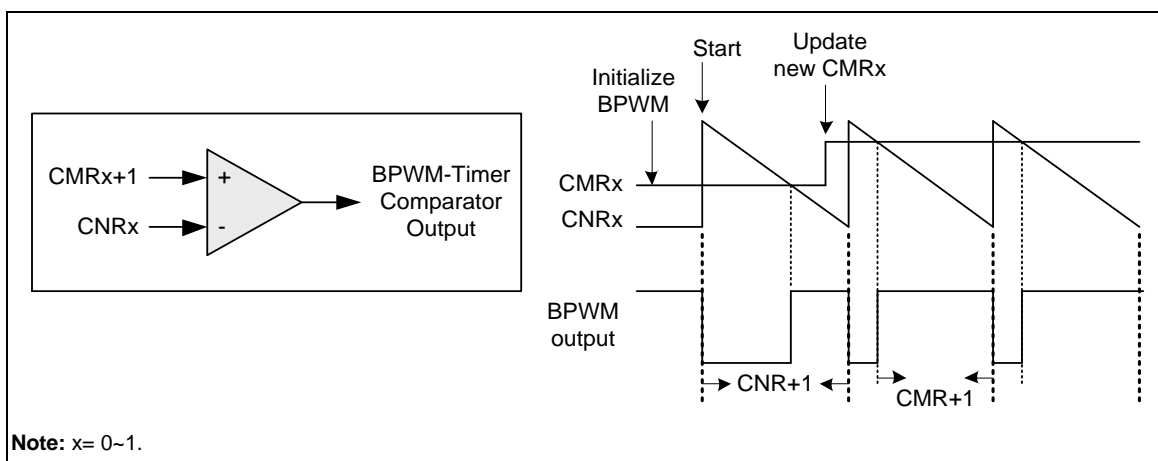 CMRx+1
+
CNRx
-
BPWM-Timer
Comparator
Output
Start
Update
new CMRx
Initialize
BPWM
CMRx
CNRx
BPWM
output
CNR+1
CMR+1
Note: x= 0~1.